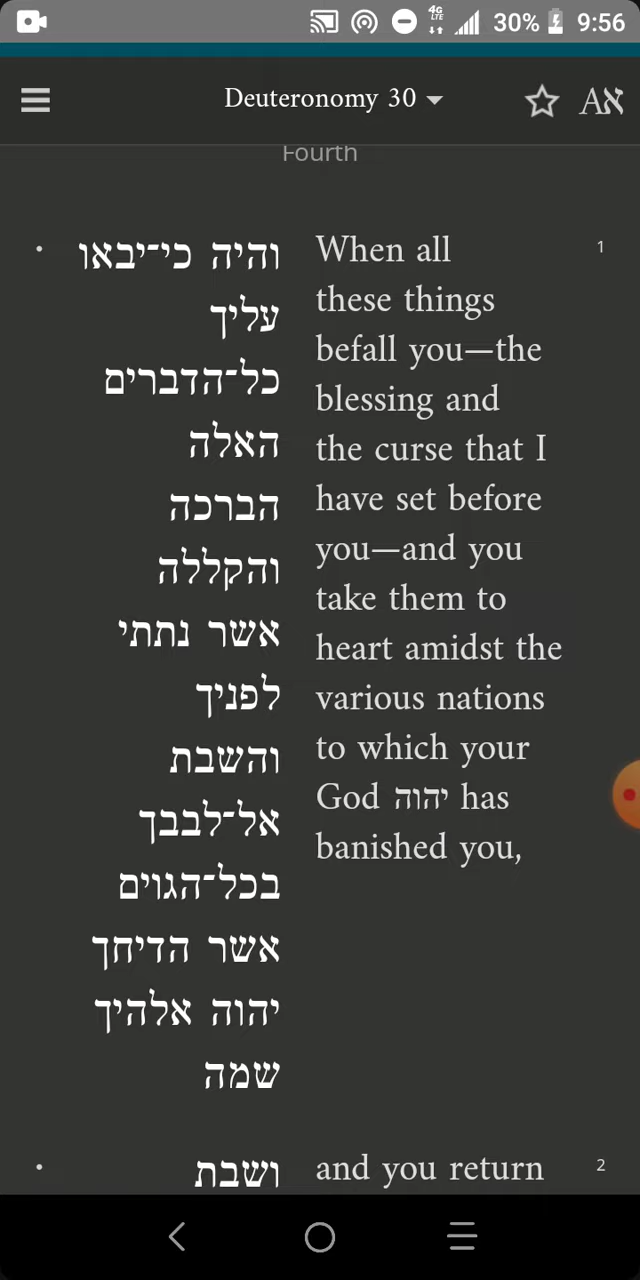 4G LTE 30% 9:56
Deuteronomy 30 Aא
Fourth
והיה כי־יבאו
עליך
כל־הדברים
האלה
הברכה
והקללה
אשר נתתי
לפניך
והשבת
אל־לבבך
בכל־הגוים
אשר הדיחך
יהוה אלהיך
שמה
When all 1
these things
befall you—the
blessing and
the curse that I
have set before
you—and you
take them to
heart amidst the
various nations
to which your
God יהוה has
banished you,
ושבת
and you return 2